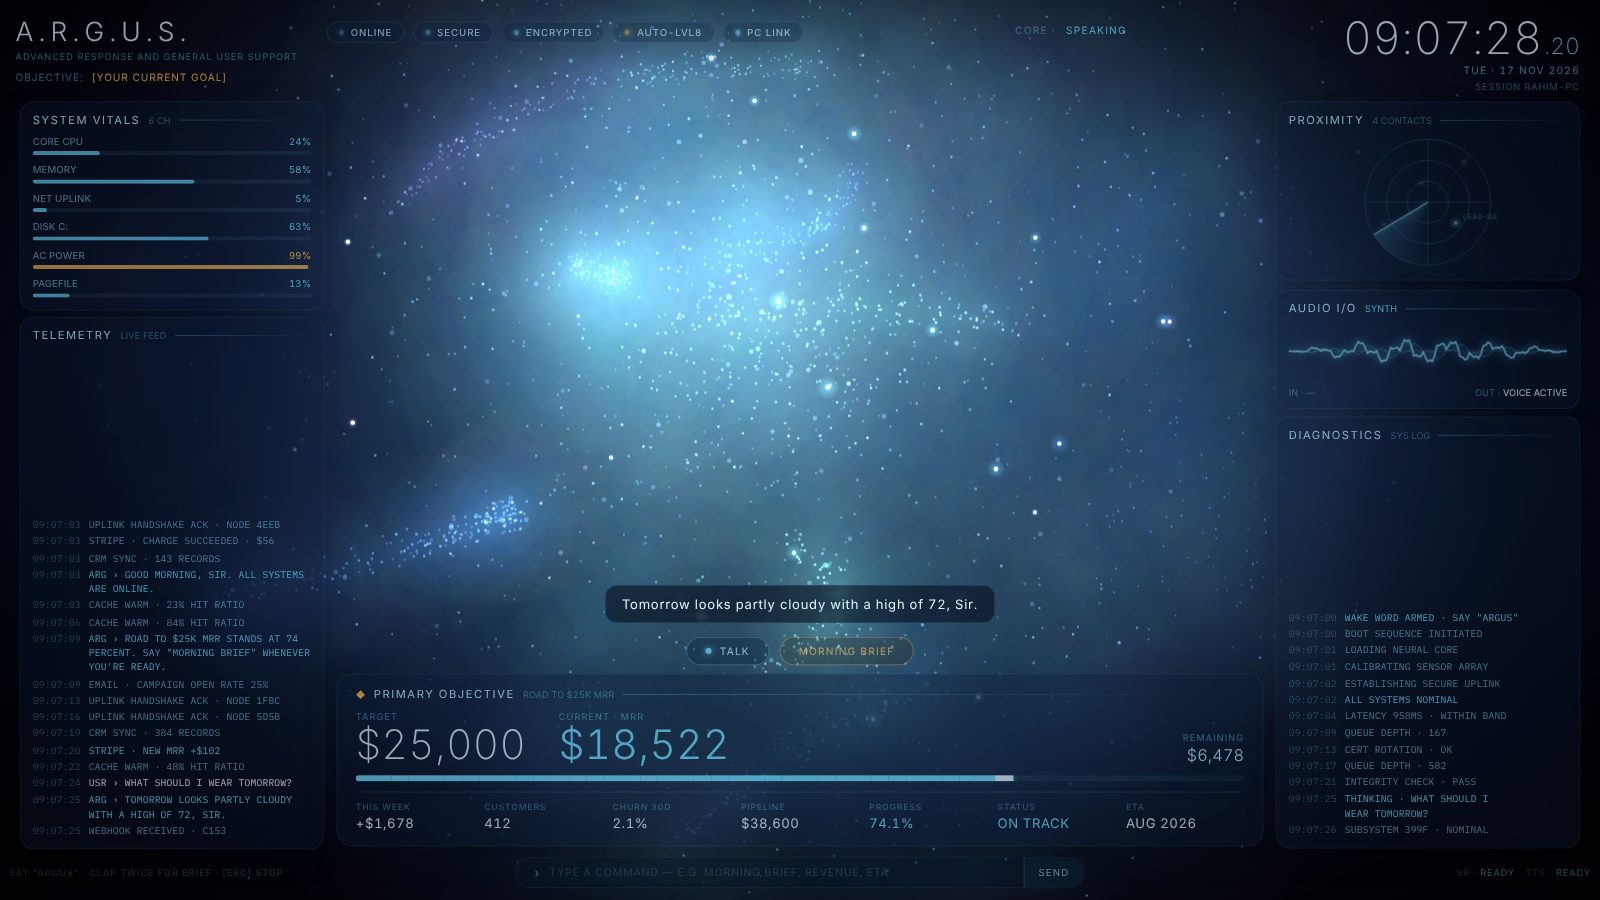 A.R.G.U.S.
ADVANCED RESPONSE AND GENERAL USER SUPPORT
OBJECTIVE: [YOUR CURRENT GOAL]
ONLINE
SECURE
ENCRYPTED
AUTO-LVL8
PC LINK
CORE · SPEAKING
09:07:28.20
TUE · 17 NOV 2026
SESSION RAHIM-PC
SYSTEM VITALS 6 CH
CORE CPU 24%
MEMORY 58%
NET UPLINK 5%
DISK C: 63%
AC POWER 99%
PAGEFILE 13%
TELEMETRY LIVE FEED
09:07:03 UPLINK HANDSHAKE ACK · NODE 4EEB
09:07:03 STRIPE · CHARGE SUCCEEDED · $56
09:07:03 CRM SYNC · 143 RECORDS
09:07:03 ARG › GOOD MORNING, SIR. ALL SYSTEMS
ARE ONLINE.
09:07:03 CACHE WARM · 23% HIT RATIO
09:07:06 CACHE WARM · 84% HIT RATIO
09:07:09 ARG › ROAD TO $25K MRR STANDS AT 74
PERCENT. SAY "MORNING BRIEF" WHENEVER
YOU'RE READY.
09:07:09 EMAIL · CAMPAIGN OPEN RATE 25%
09:07:13 UPLINK HANDSHAKE ACK · NODE 1FBC
09:07:16 UPLINK HANDSHAKE ACK · NODE 5D5B
09:07:19 CRM SYNC · 384 RECORDS
09:07:20 STRIPE · NEW MRR +$102
09:07:22 CACHE WARM · 48% HIT RATIO
09:07:24 USR › WHAT SHOULD I WEAR TOMORROW?
09:07:25 ARG › TOMORROW LOOKS PARTLY CLOUDY
WITH A HIGH OF 72, SIR.
09:07:25 WEBHOOK RECEIVED · C153
SAY "ARGUS" · CLAP TWICE FOR BRIEF · [ESC] STOP
Tomorrow looks partly cloudy with a high of 72, Sir.
TALK
MORNING BRIEF
PRIMARY OBJECTIVE ROAD TO $25K MRR
TARGET
$25,000
CURRENT · MRR
$18,522
REMAINING
$6,478
THIS WEEK
+$1,678
CUSTOMERS
412
CHURN 30D
2.1%
PIPELINE
$38,600
PROGRESS
74.1%
STATUS
ON TRACK
ETA
AUG 2026
› TYPE A COMMAND — E.G. MORNING BRIEF, REVENUE, ETA
SEND
PROXIMITY 4 CONTACTS
LEAD-04
AUDIO I/O SYNTH
IN · —
OUT · VOICE ACTIVE
DIAGNOSTICS SYS LOG
09:07:00 WAKE WORD ARMED · SAY "ARGUS"
09:07:00 BOOT SEQUENCE INITIATED
09:07:01 LOADING NEURAL CORE
09:07:01 CALIBRATING SENSOR ARRAY
09:07:02 ESTABLISHING SECURE UPLINK
09:07:02 ALL SYSTEMS NOMINAL
09:07:04 LATENCY 958MS · WITHIN BAND
09:07:09 QUEUE DEPTH · 167
09:07:13 CERT ROTATION · OK
09:07:17 QUEUE DEPTH · 582
09:07:21 INTEGRITY CHECK · PASS
09:07:25 THINKING · WHAT SHOULD I
WEAR TOMORROW?
09:07:26 SUBSYSTEM 399F · NOMINAL
SR · READY · TTS · READY